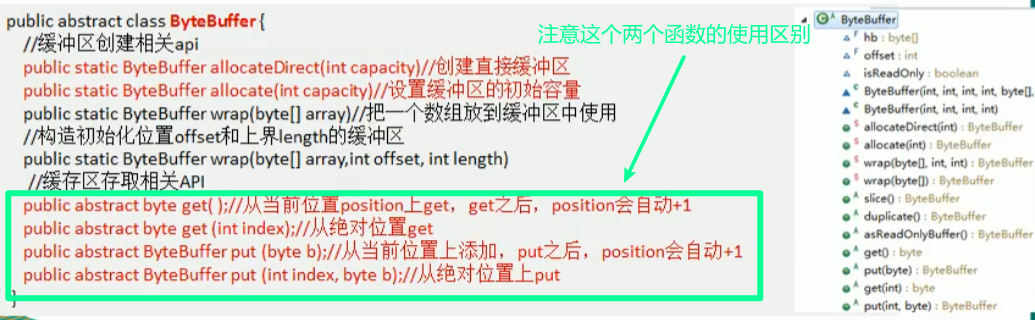 public abstract class ByteBuffer {
//缓冲区创建相关api
public static ByteBuffer allocateDirect(int capacity)//创建直接缓冲区
public static ByteBuffer allocate(int capacity)//设置缓冲区的初始容量
public static ByteBuffer wrap(byte[] array)//把一个数组放到缓冲区中使用
//构造初始化位置offset和上界length的缓冲区
public static ByteBuffer wrap(byte[] array,int offset, int length)
//缓存区存取相关API
public abstract byte get( );//从当前位置position上get，get之后，position会自动+1
public abstract byte get (int index);//从绝对位置get
public abstract ByteBuffer put (byte b);//从当前位置上添加，put之后，position会自动+1
public abstract ByteBuffer put (int index, byte b);//从绝对位置上put
}
注意这个两个函数的使用区别
ByteBuffer
hb : byte[]
offset : int
isReadOnly : boolean
ByteBuffer(int, int, int, int, byte[],
ByteBuffer(int, int, int, int)
allocateDirect(int) : ByteBuffer
allocate(int) : ByteBuffer
wrap(byte[], int, int) : ByteBuffer
wrap(byte[]) : ByteBuffer
slice() : ByteBuffer
duplicate() : ByteBuffer
asReadOnlyBuffer() : ByteBuffer
get() : byte
put(byte) : ByteBuffer
get(int) : byte
put(int, byte) : ByteBuffer